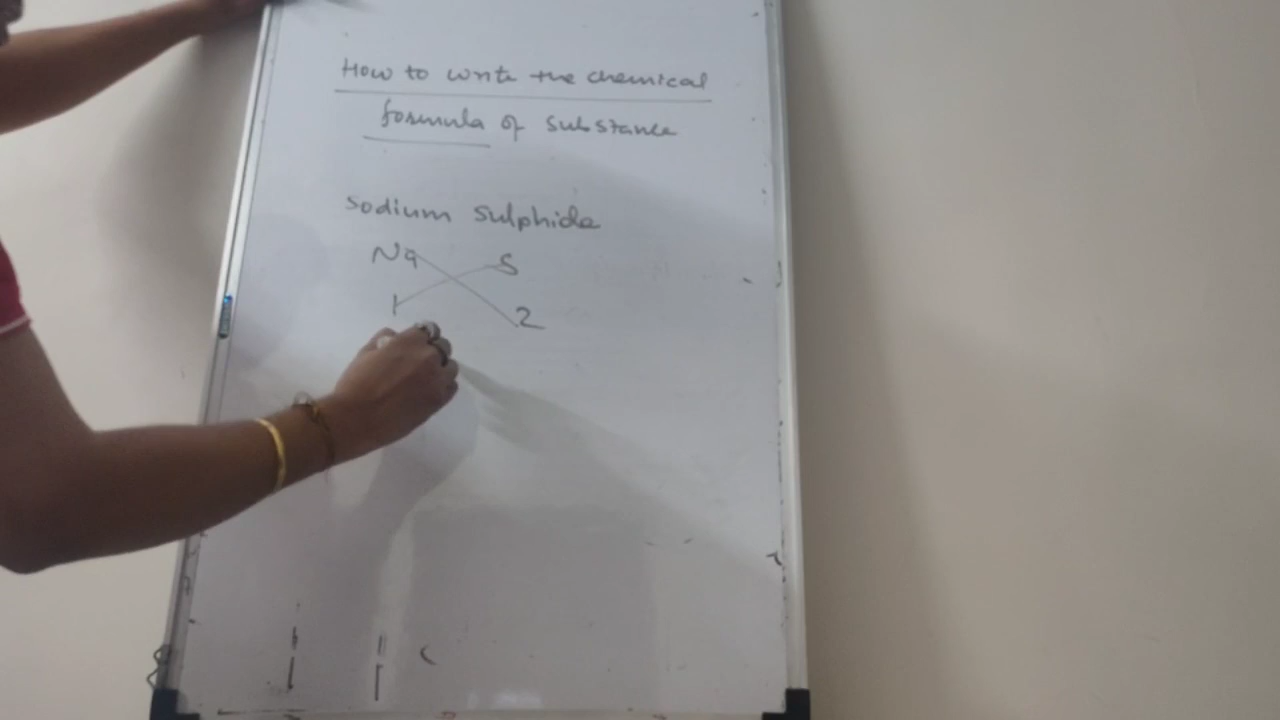 How to write the chemical
formula of substance
Sodium Sulphide
Na S
1 2